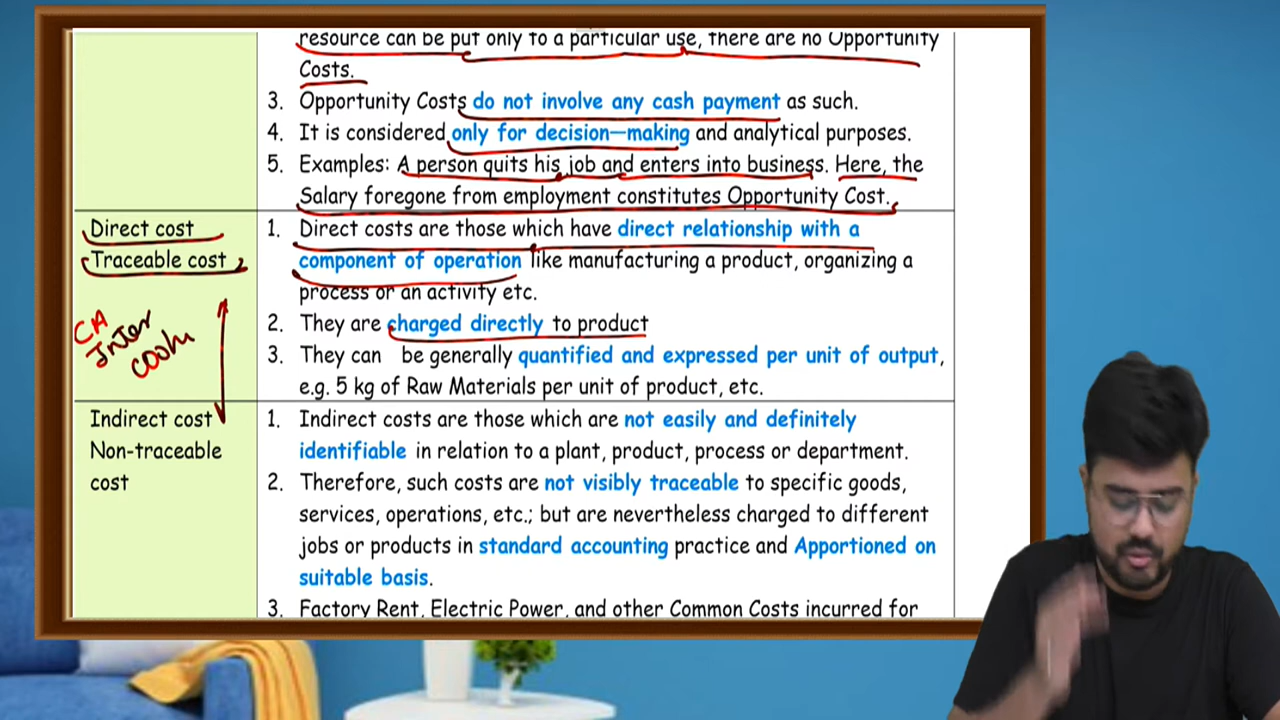 resource can be put only to a particular use, there are no Opportunity
Costs.
3. Opportunity Costs do not involve any cash payment as such.
4. It is considered only for decision—making and analytical purposes.
5. Examples: A person quits his job and enters into business. Here, the
Salary foregone from employment constitutes Opportunity Cost.
Direct cost
Traceable cost
1. Direct costs are those which have direct relationship with a
component of operation like manufacturing a product, organizing a
process or an activity etc.
2. They are charged directly to product
3. They can be generally quantified and expressed per unit of output,
e.g. 5 kg of Raw Materials per unit of product, etc.
CA
Inter
Indirect cost
Non-traceable
cost
1. Indirect costs are those which are not easily and definitely
identifiable in relation to a plant, product, process or department.
2. Therefore, such costs are not visibly traceable to specific goods,
services, operations, etc.; but are nevertheless charged to different
jobs or products in standard accounting practice and Apportioned on
suitable basis.
3. Factory Rent, Electric Power, and other Common Costs incurred for